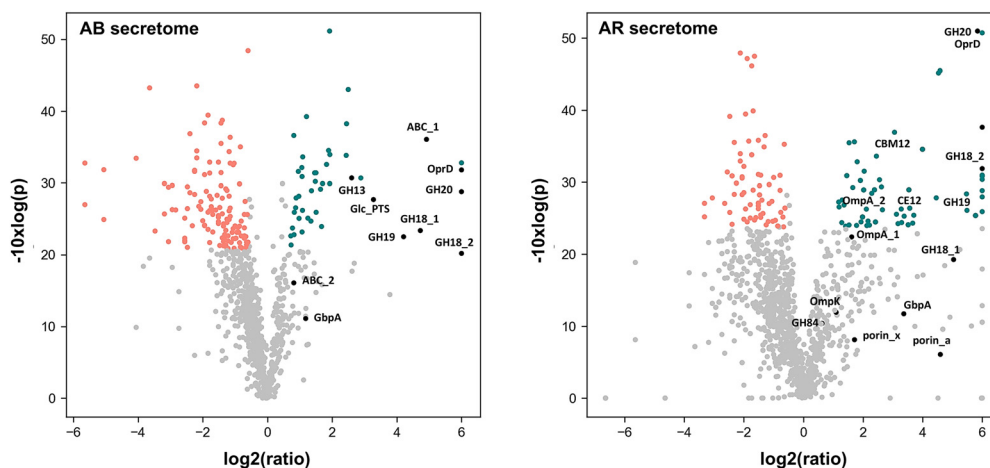 AB secretome
50
40
30
20
10
0
-10xlog(p)
ABC_1
OprD
GH13
GH20
Glc_PTS
GH18_1
GH19
GH18_2
ABC_2
GbpA
−6
−4
−2
0
2
4
6
log2(ratio)
AR secretome
50
40
30
20
10
0
-10xlog(p)
GH20
OprD
CBM12
GH18_2
OmpA_2
CE12
GH19
OmpA_1
GH18_1
OmpK
GbpA
GH84
porin_x
porin_a
−6
−4
−2
0
2
4
6
log2(ratio)